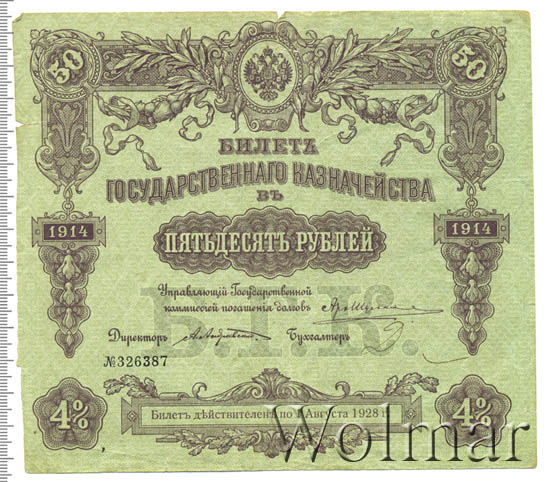 50 50
БИЛЕТЪ
ГОСУДАРСТВЕННАГО КАЗНАЧЕЙСТВА
ВЪ
1914 1914
ПЯТЬДЕСЯТЪ РУБЛЕЙ
Управляющій Государственной
коммиссіей погашенія долговъ
Директоръ Бухгалтеръ
Б.Г.К.
№326387
4% 4%
Билетъ дѣйствителенъ по 1 Августа 1928 г.
Wolmar